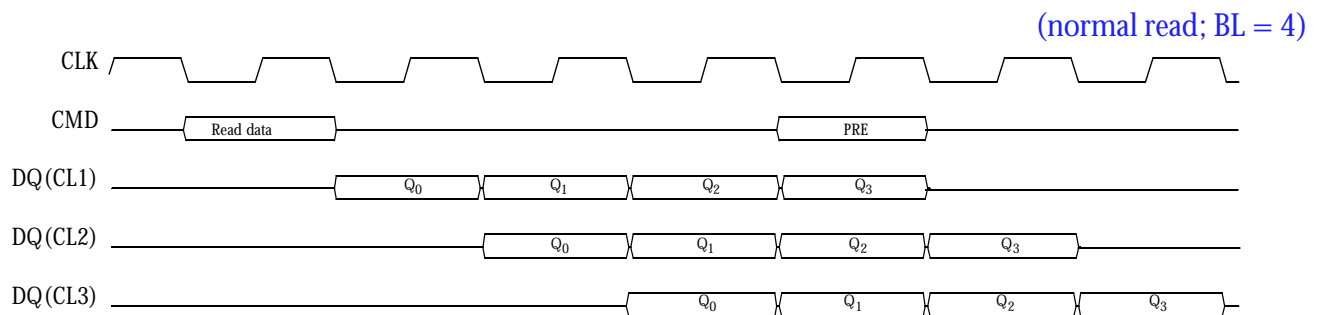 (normal read; BL = 4)
CLK
CMD Read data PRE
DQ(CL1) Q0 Q1 Q2 Q3
DQ(CL2) Q0 Q1 Q2 Q3
DQ(CL3) Q0 Q1 Q2 Q3